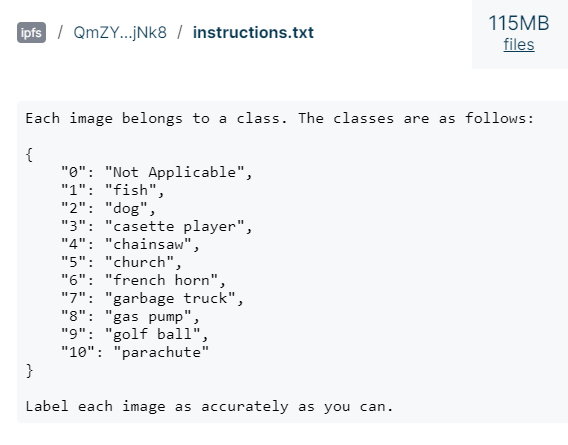 ipfs / QmZY...jNk8 / instructions.txt
115MB
files
Each image belongs to a class. The classes are as follows:
{
"0": "Not Applicable",
"1": "fish",
"2": "dog",
"3": "casette player",
"4": "chainsaw",
"5": "church",
"6": "french horn",
"7": "garbage truck",
"8": "gas pump",
"9": "golf ball",
"10": "parachute"
}
Label each image as accurately as you can.